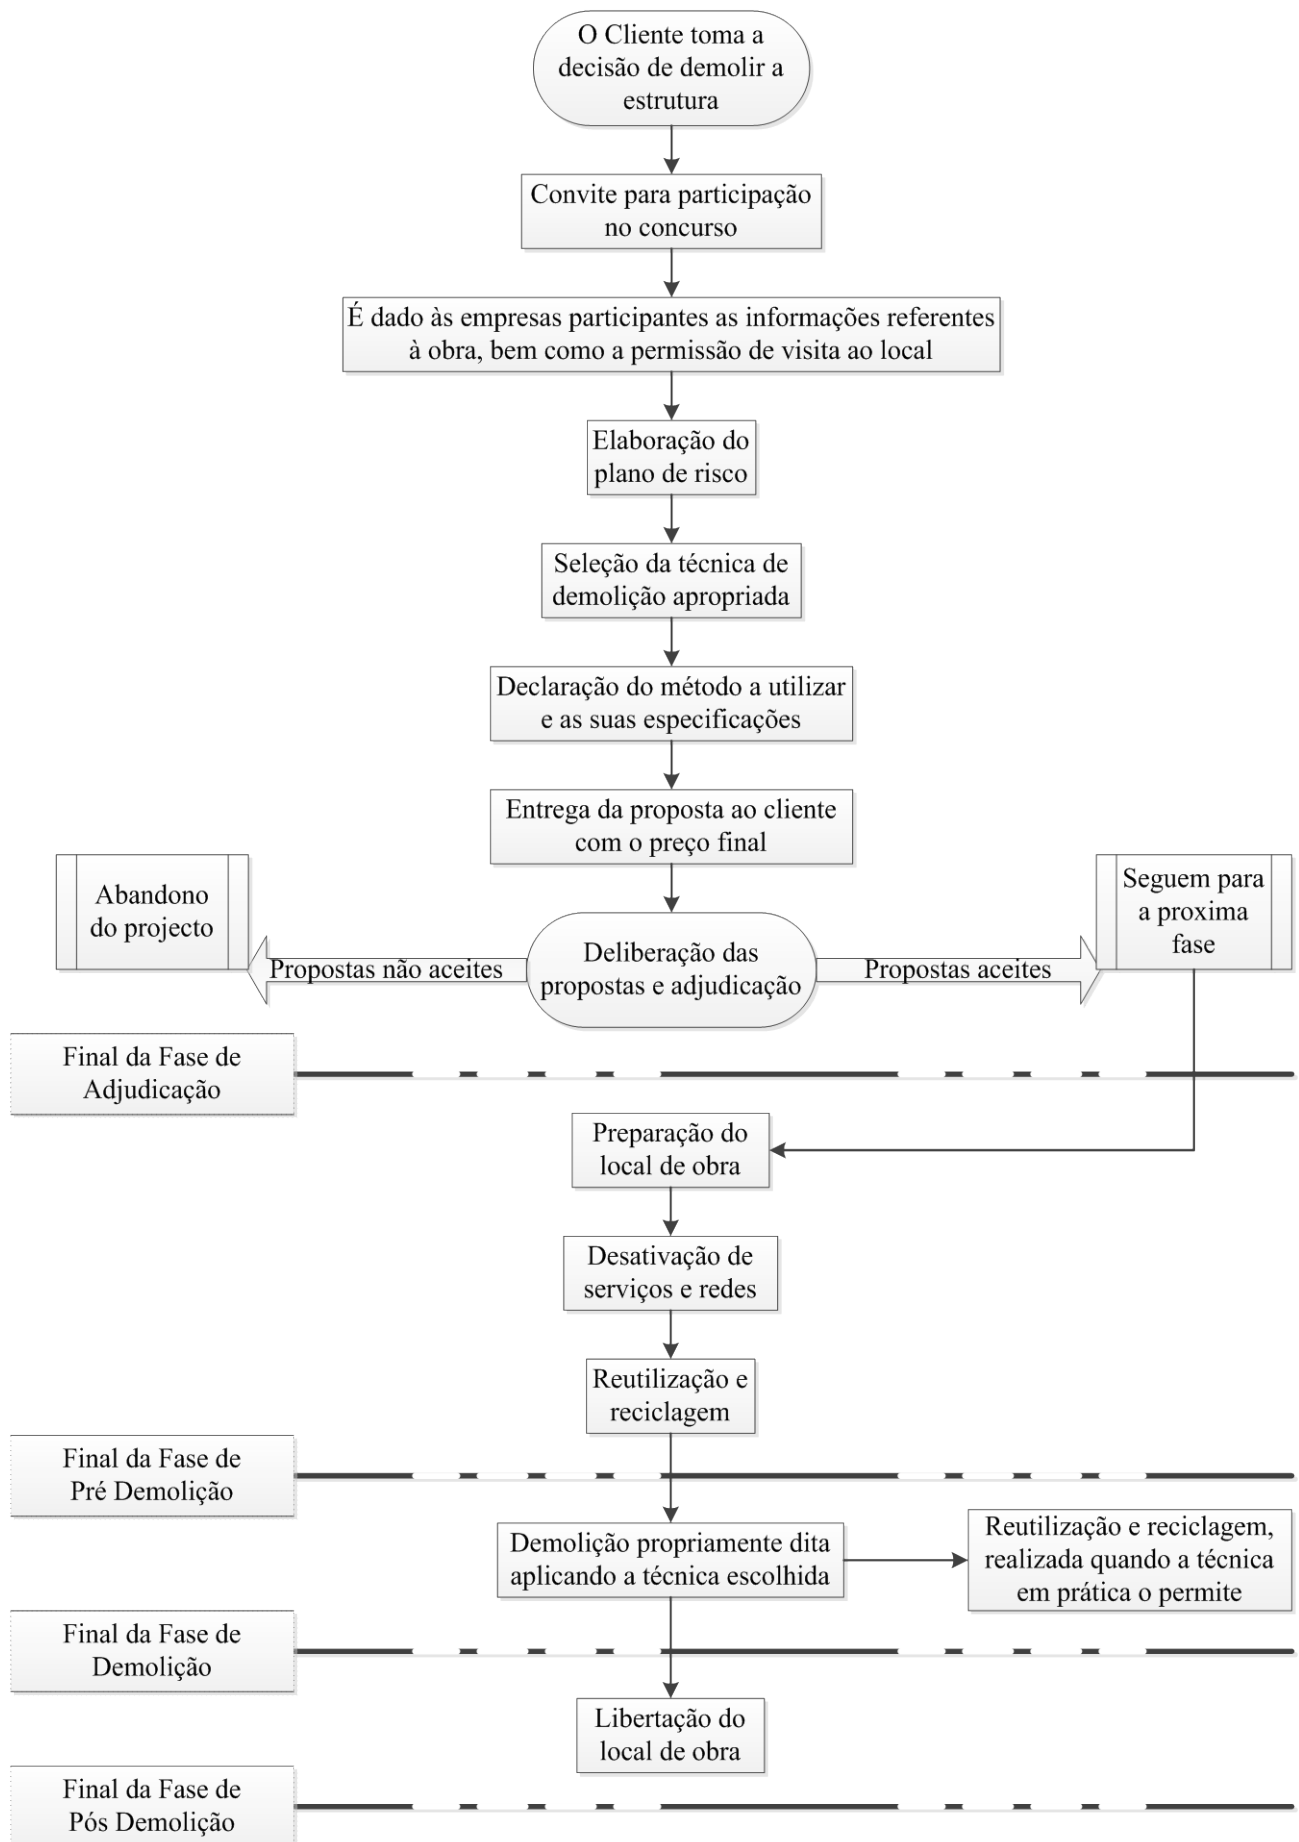 O Cliente toma a
decisão de demolir a
estrutura
Convite para participação
no concurso
É dado às empresas participantes as informações referentes
à obra, bem como a permissão de visita ao local
Elaboração do
plano de risco
Seleção da técnica de
demolição apropriada
Declaração do método a utilizar
e as suas especificações
Entrega da proposta ao cliente
com o preço final
Abandono
do projecto
Propostas não aceites
Deliberação das
propostas e adjudicação
Propostas aceites
Seguem para
a proxima
fase
Final da Fase de
Adjudicação
Preparação do
local de obra
Desativação de
serviços e redes
Reutilização e
reciclagem
Final da Fase de
Pré Demolição
Demolição propriamente dita
aplicando a técnica escolhida
Reutilização e reciclagem,
realizada quando a técnica
em prática o permite
Final da Fase de
Demolição
Libertação do
local de obra
Final da Fase de
Pós Demolição